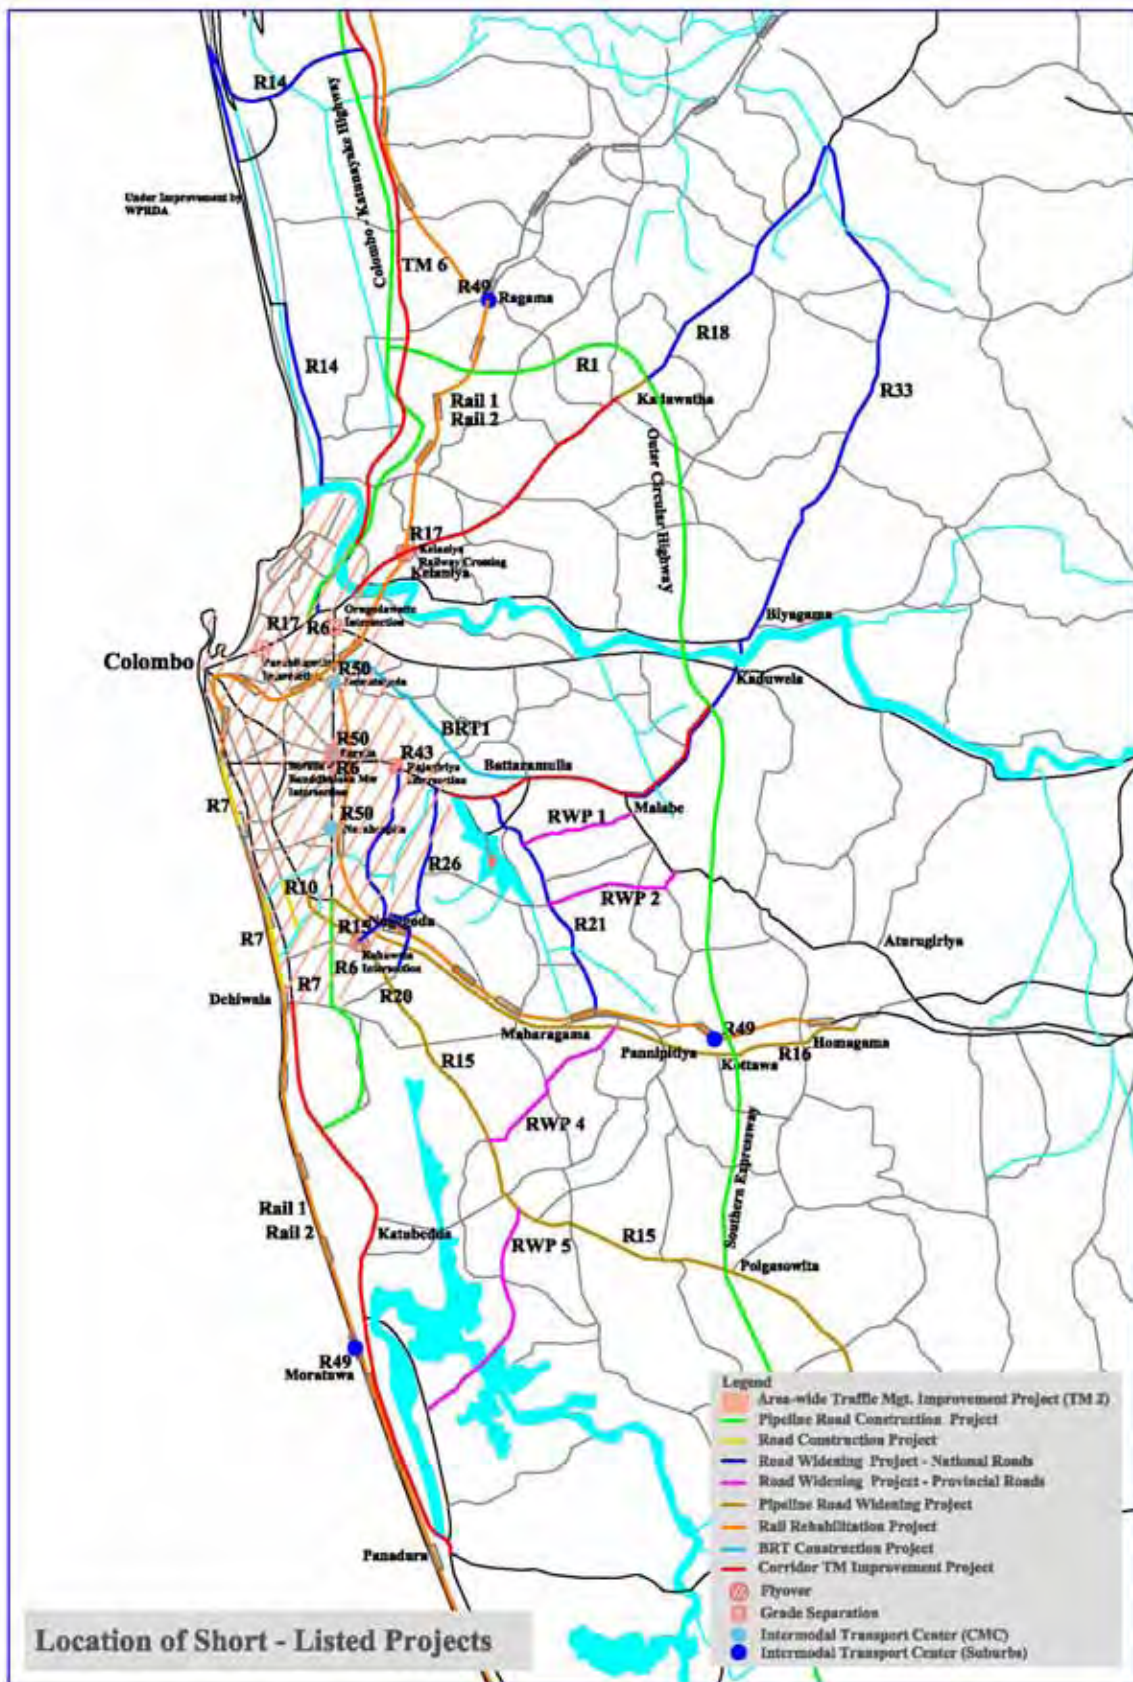 R14
Colombo - Katunayake Highway
Under Improvement by
WPRDA
TM 6
R49
Ragama
R18
R14
R1
R33
Rail 1
Rail 2
Kadawatha
Outer Circular Highway
R17
Kelaniya
Railway Crossing
Kelaniya
Orugodawatte
Intersection
R17
R6
Biyagama
Colombo
R50
Kaduwela
BRT1
R50
R43
Rajagiriya
Intersection
Battaramulla
R6
Intersection
Malabe
R7
R50
RWP 1
R26
R10
RWP 2
R15
R21
Aturugiriya
R7
R6
Intersection
R7
Dehiwala
R20
R49
Maharagama
Homagama
R15
Pannipitiya
Kottawa
R16
RWP 4
Southern Expressway
Rail 1
Rail 2
Katubedda
RWP 5
R15
Polgasowita
R49
Moratuwa
Legend
Area-wide Traffic Mgt. Improvement Project (TM 2)
Pipeline Road Construction Project
Road Construction Project
Road Widening Project - National Roads
Road Widening Project - Provincial Roads
Pipeline Road Widening Project
Rail Rehabilitation Project
BRT Construction Project
Corridor TM Improvement Project
Flyover
Grade Separation
Intermodal Transport Center (CMC)
Intermodal Transport Center (Suburbs)
Panadura
Location of Short - Listed Projects